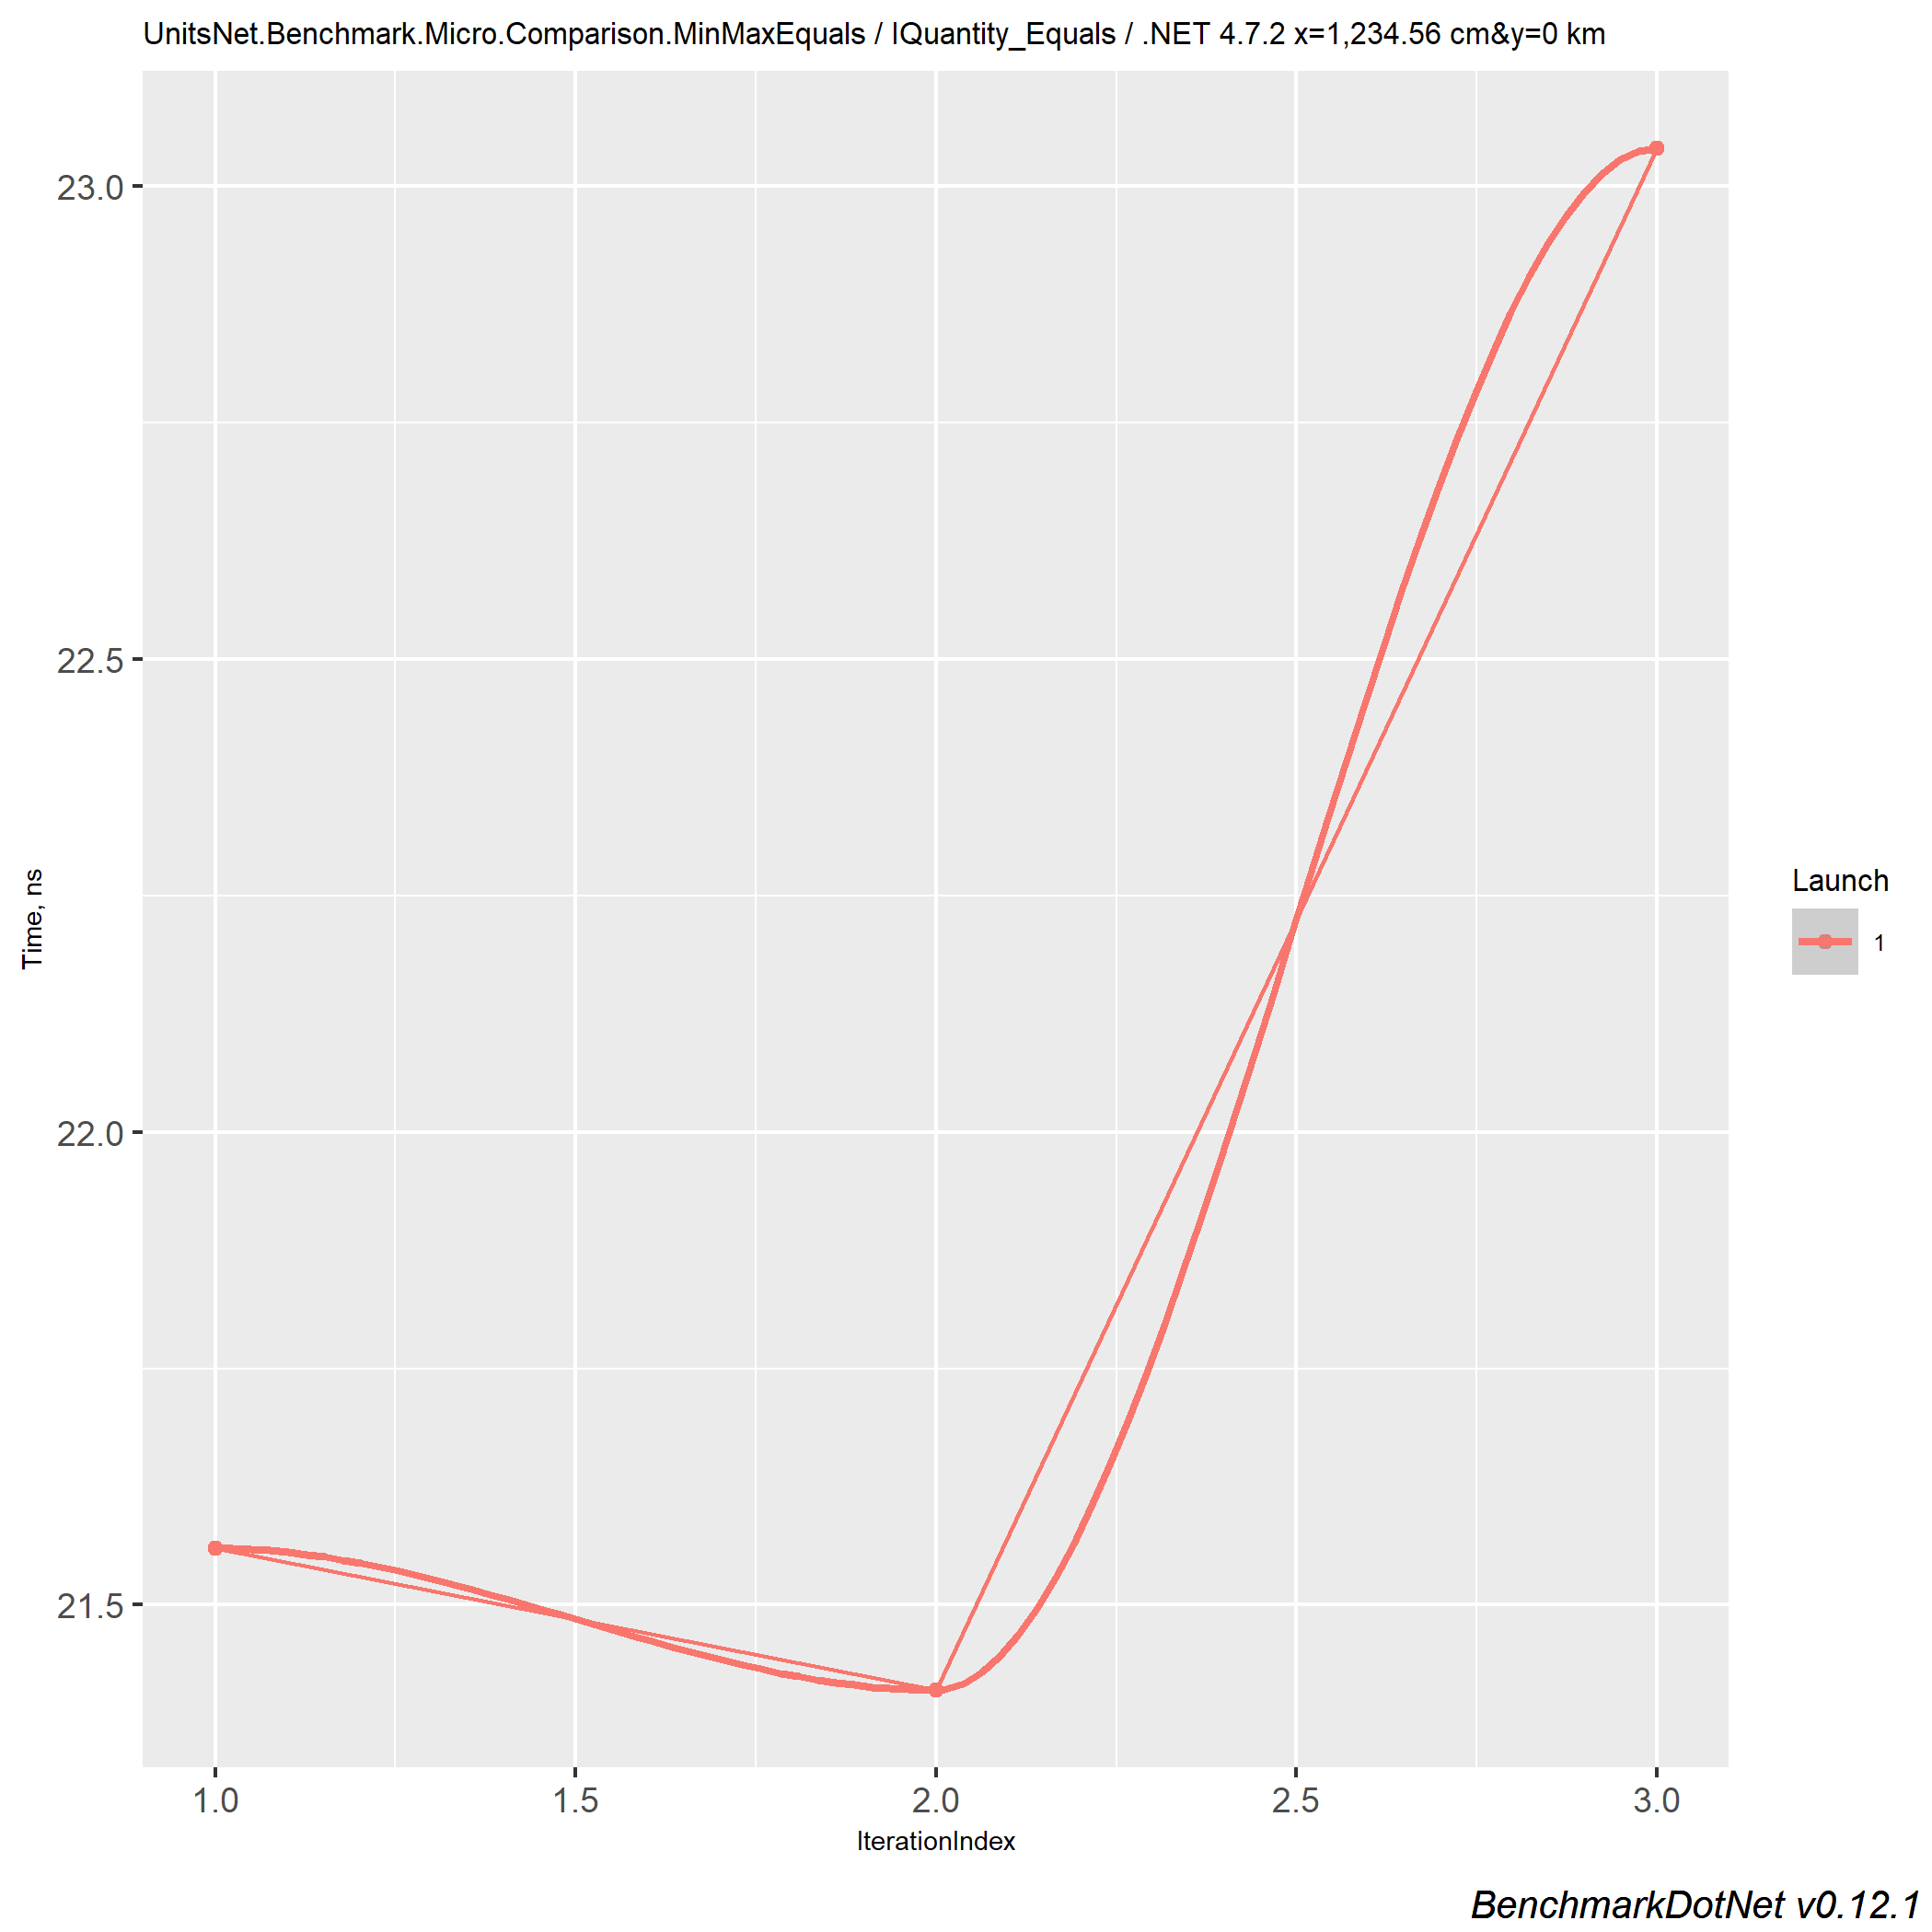 UnitsNet.Benchmark.Micro.Comparison.MinMaxEquals / IQuantity_Equals / .NET 4.7.2 x=1,234.56 cm&y=0 km
23.0
22.5
22.0
21.5
Time, ns
1.0 1.5 2.0 2.5 3.0
IterationIndex
Launch
1
BenchmarkDotNet v0.12.1